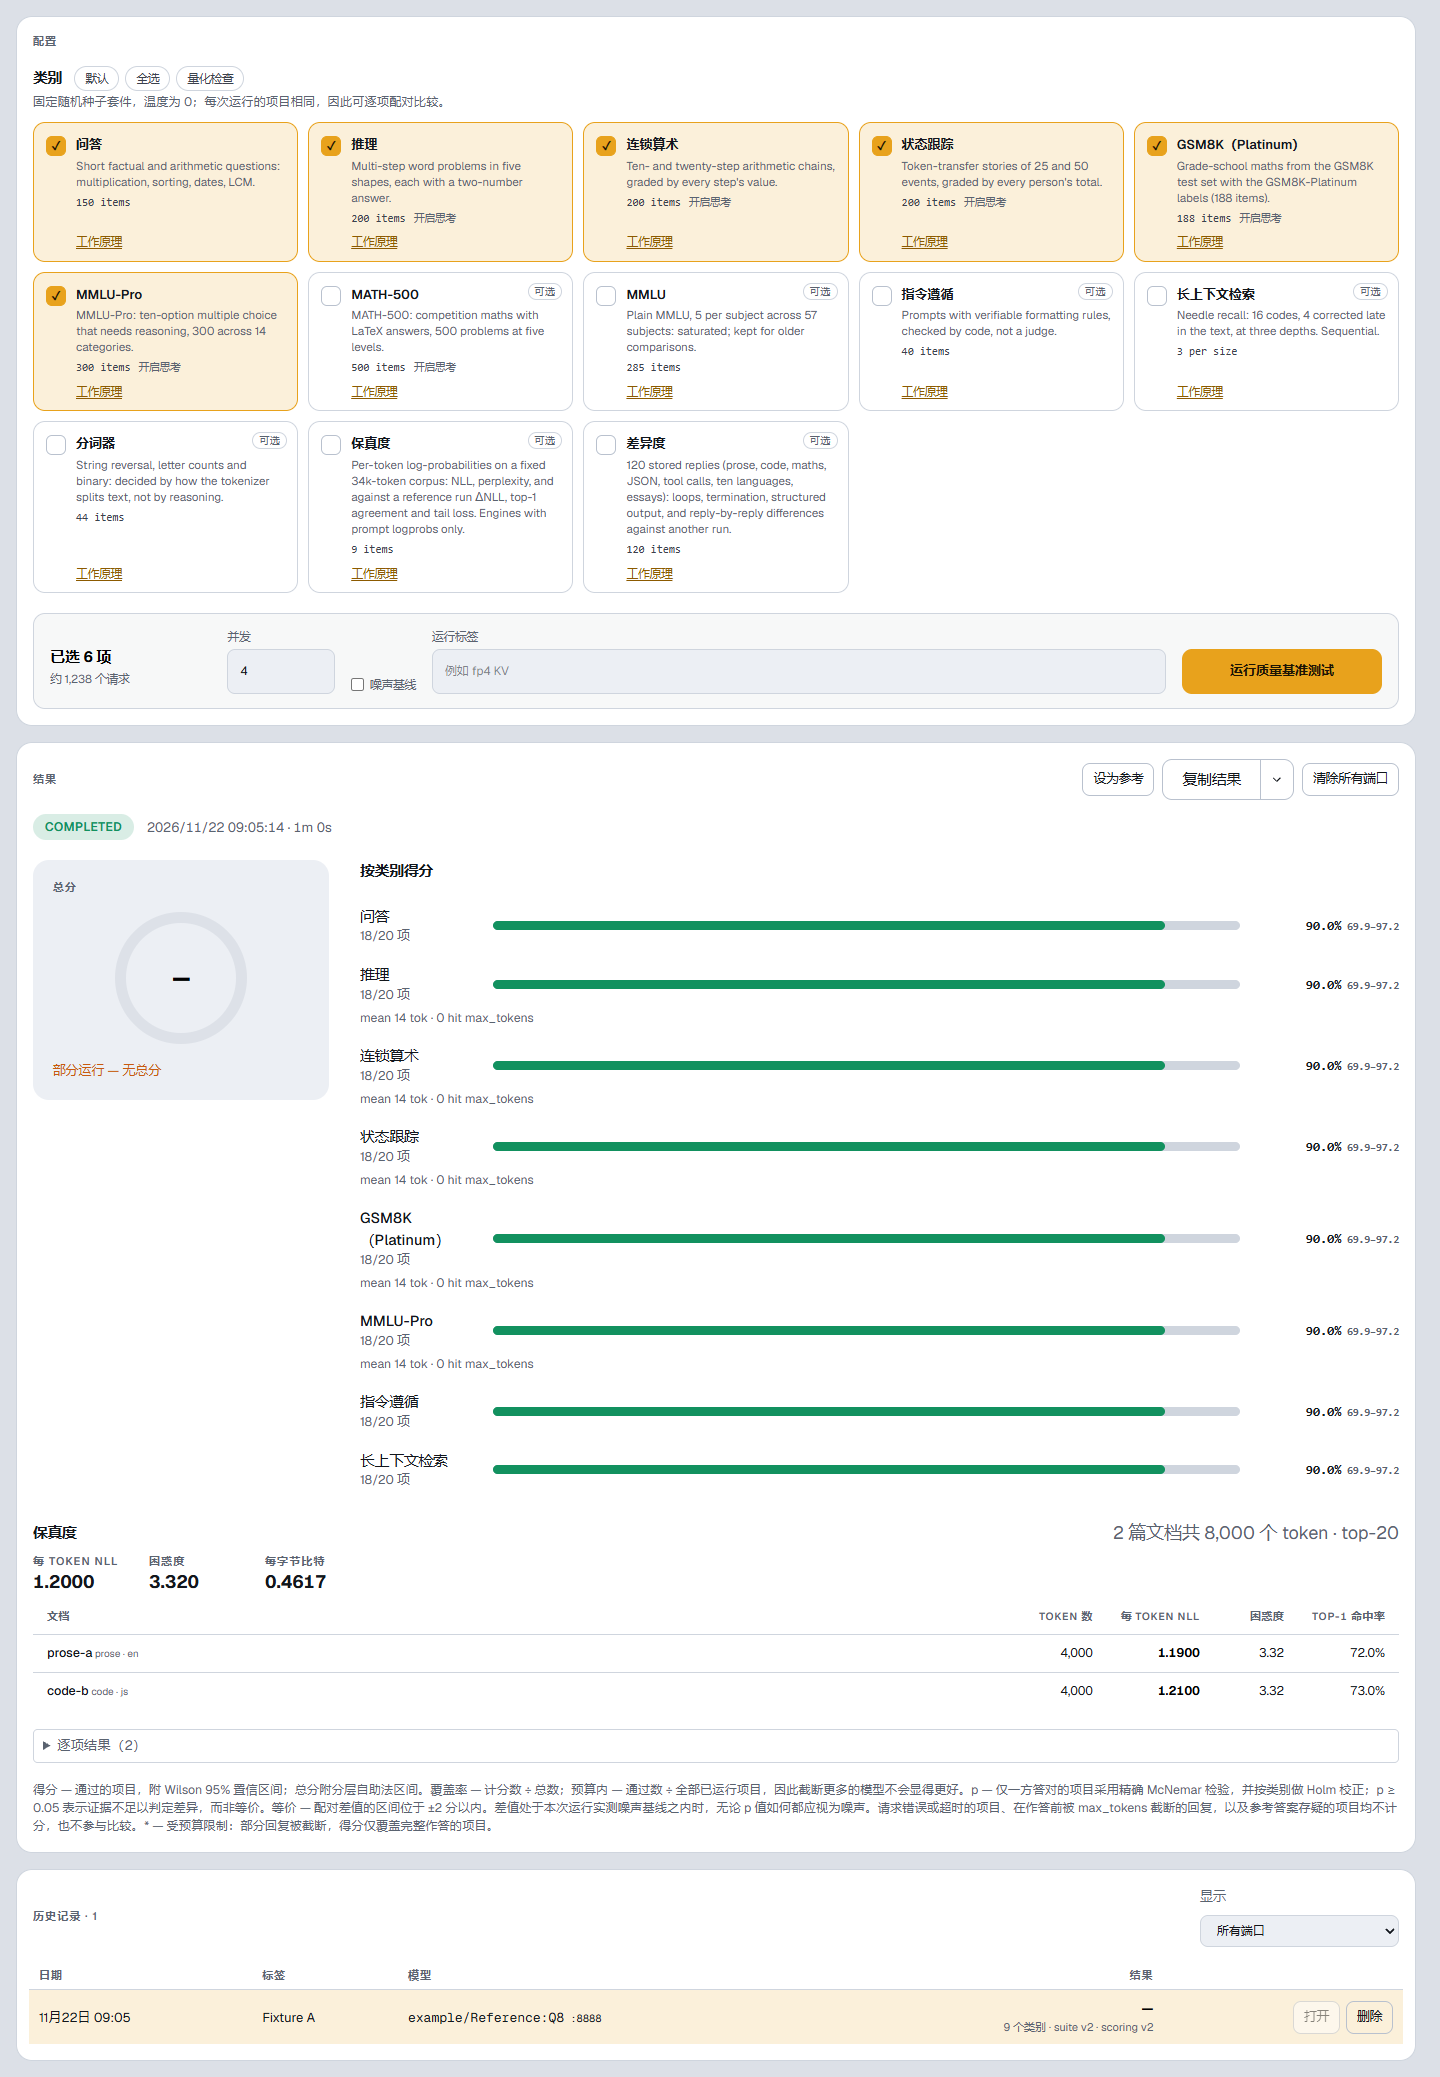 配置
类别 默认 全选 量化检查
固定随机种子套件，温度为 0；每次运行的项目相同，因此可逐项配对比较。
问答
Short factual and arithmetic questions:
multiplication, sorting, dates, LCM.
150 items
工作原理
推理
Multi-step word problems in five
shapes, each with a two-number
answer.
200 items 开启思考
工作原理
连锁算术
Ten- and twenty-step arithmetic chains,
graded by every step's value.
200 items 开启思考
工作原理
状态跟踪
Token-transfer stories of 25 and 50
events, graded by every person's total.
200 items 开启思考
工作原理
GSM8K（Platinum）
Grade-school maths from the GSM8K
test set with the GSM8K-Platinum
labels (188 items).
188 items 开启思考
工作原理
MMLU-Pro
MMLU-Pro: ten-option multiple choice
that needs reasoning, 300 across 14
categories.
300 items 开启思考
工作原理
MATH-500 可选
MATH-500: competition maths with
LaTeX answers, 500 problems at five
levels.
500 items 开启思考
工作原理
MMLU 可选
Plain MMLU, 5 per subject across 57
subjects: saturated; kept for older
comparisons.
285 items
工作原理
指令遵循 可选
Prompts with verifiable formatting rules,
checked by code, not a judge.
40 items
工作原理
长上下文检索 可选
Needle recall: 16 codes, 4 corrected late
in the text, at three depths. Sequential.
3 per size
工作原理
分词器 可选
String reversal, letter counts and
binary: decided by how the tokenizer
splits text, not by reasoning.
44 items
工作原理
保真度 可选
Per-token log-probabilities on a fixed
34k-token corpus: NLL, perplexity, and
against a reference run ΔNLL, top-1
agreement and tail loss. Engines with
prompt logprobs only.
9 items
工作原理
差异度 可选
120 stored replies (prose, code, maths,
JSON, tool calls, ten languages,
essays): loops, termination, structured
output, and reply-by-reply differences
against another run.
120 items
工作原理
已选 6 项
约 1,238 个请求
并发
4
噪声基线
运行标签
例如 fp4 KV
运行质量基准测试
结果 设为参考 复制结果 清除所有端口
COMPLETED 2026/11/22 09:05:14 · 1m 0s
总分
–
部分运行 — 无总分
按类别得分
问答
18/20 项
90.0% 69.9–97.2
推理
18/20 项
90.0% 69.9–97.2
mean 14 tok · 0 hit max_tokens
连锁算术
18/20 项
90.0% 69.9–97.2
mean 14 tok · 0 hit max_tokens
状态跟踪
18/20 项
90.0% 69.9–97.2
mean 14 tok · 0 hit max_tokens
GSM8K
（Platinum）
18/20 项
90.0% 69.9–97.2
mean 14 tok · 0 hit max_tokens
MMLU-Pro
18/20 项
90.0% 69.9–97.2
mean 14 tok · 0 hit max_tokens
指令遵循
18/20 项
90.0% 69.9–97.2
长上下文检索
18/20 项
90.0% 69.9–97.2
保真度 2 篇文档共 8,000 个 token · top-20
每 TOKEN NLL 困惑度 每字节比特
1.2000 3.320 0.4617
文档 TOKEN 数 每 TOKEN NLL 困惑度 TOP-1 命中率
prose-a prose · en 4,000 1.1900 3.32 72.0%
code-b code · js 4,000 1.2100 3.32 73.0%
逐项结果（2）
得分 — 通过的项目，附 Wilson 95% 置信区间；总分附分层自助法区间。覆盖率 — 计分数 ÷ 总数；预算内 — 通过数 ÷ 全部已运行项目，因此截断更多的模型不会显得更好。p — 仅一方答对的项目采用精确 McNemar 检验，并按类别做 Holm 校正；p ≥
0.05 表示证据不足以判定差异，而非等价。等价 — 配对差值的区间位于 ±2 分以内。差值处于本次运行实测噪声基线之内时，无论 p 值如何都应视为噪声。请求错误或超时的项目、在作答前被 max_tokens 截断的回复，以及参考答案存疑的项目均不计
分，也不参与比较。* — 受预算限制：部分回复被截断，得分仅覆盖完整作答的项目。
历史记录 · 1
显示
所有端口
日期 标签 模型 结果
11月22日 09:05 Fixture A example/Reference:Q8 :8888 — 打开 删除
9 个类别 · suite v2 · scoring v2